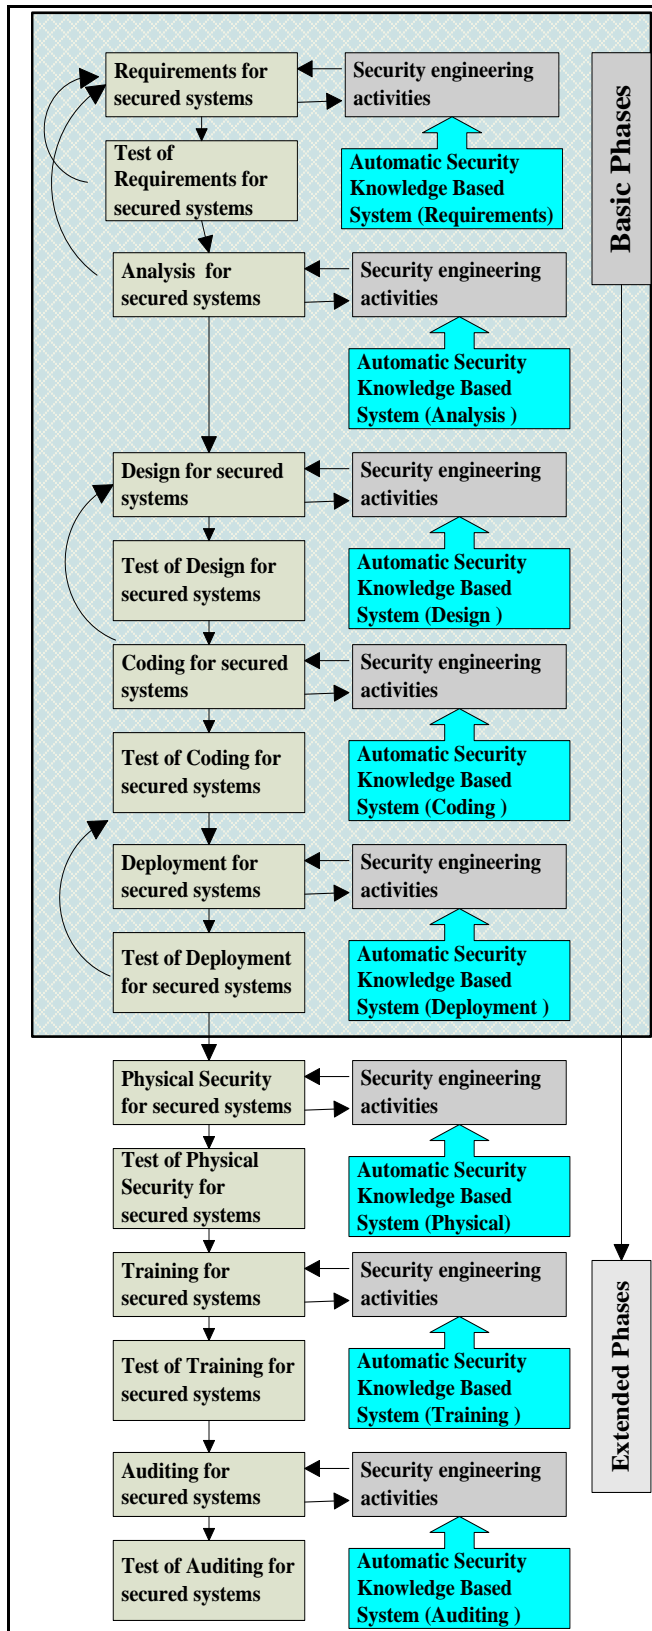 Requirements for
secured systems
Security engineering
activities
Basic Phases
Test of
Requirements for
secured systems
Automatic Security
Knowledge Based
System (Requirements)
Analysis for
secured systems
Security engineering
activities
Automatic Security
Knowledge Based
System (Analysis )
Design for secured
systems
Security engineering
activities
Test of Design for
secured systems
Automatic Security
Knowledge Based
System (Design )
Coding for secured
systems
Security engineering
activities
Test of Coding for
secured systems
Automatic Security
Knowledge Based
System (Coding )
Deployment for
secured systems
Security engineering
activities
Test of Deployment
for secured systems
Automatic Security
Knowledge Based
System (Deployment )
Physical Security
for secured systems
Security engineering
activities
Test of Physical
Security for
secured systems
Automatic Security
Knowledge Based
System (Physical)
Training for
secured systems
Security engineering
activities
Extended Phases
Test of Training for
secured systems
Automatic Security
Knowledge Based
System (Training )
Auditing for
secured systems
Security engineering
activities
Test of Auditing for
secured systems
Automatic Security
Knowledge Based
System (Auditing )